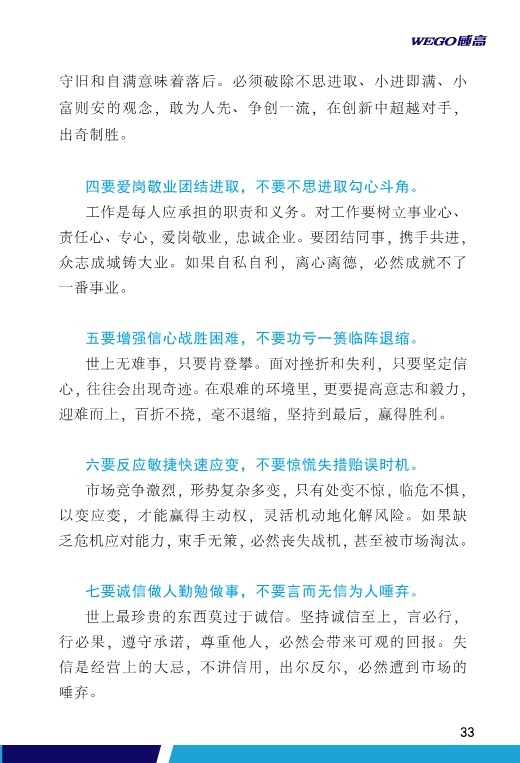 WEGO威高
守旧和自满意味着落后。必须破除不思进取、小进即满、小
富则安的观念，敢为人先、争创一流，在创新中超越对手，
出奇制胜。
四要爱岗敬业团结进取，不要不思进取勾心斗角。
工作是每人应承担的职责和义务。对工作要树立事业心、
责任心、专心，爱岗敬业，忠诚企业。要团结同事，携手共进，
众志成城铸大业。如果自私自利，离心离德，必然成就不了
一番事业。
五要增强信心战胜困难，不要功亏一篑临阵退缩。
世上无难事，只要肯登攀。面对挫折和失利，只要坚定信
心，往往会出现奇迹。在艰难的环境里，更要提高意志和毅力，
迎难而上，百折不挠，毫不退缩，坚持到最后，赢得胜利。
六要反应敏捷快速应变，不要惊慌失措贻误时机。
市场竞争激烈，形势复杂多变，只有处变不惊，临危不惧，
以变应变，才能赢得主动权，灵活机动地化解风险。如果缺
乏危机应对能力，束手无策，必然丧失战机，甚至被市场淘汰。
七要诚信做人勤勉做事，不要言而无信为人唾弃。
世上最珍贵的东西莫过于诚信。坚持诚信至上，言必行，
行必果，遵守承诺，尊重他人，必然会带来可观的回报。失
信是经营上的大忌，不讲信用，出尔反尔，必然遭到市场的
唾弃。
33